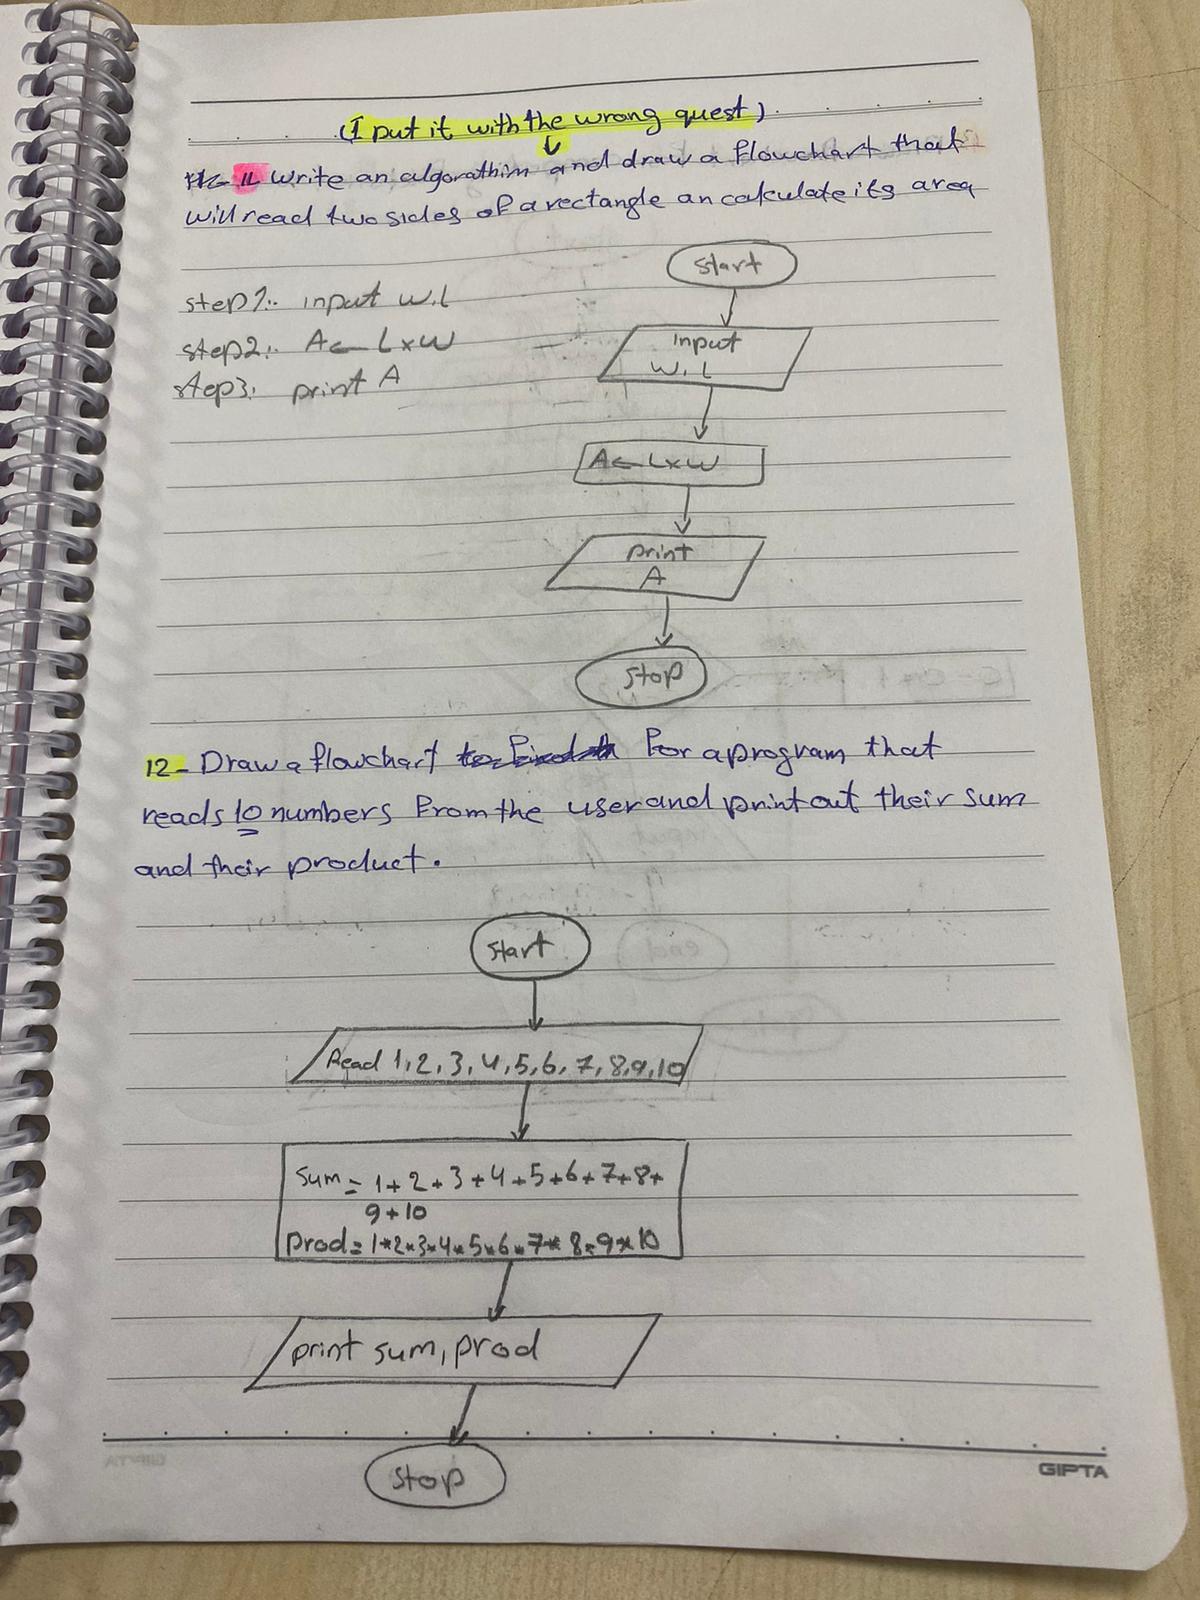 (I put it with the wrong quest)
11 write an algorathim and draw a flowchart that
will read two sides of a rectangle an calculate its area
start
step1:. input w.L
input
W.L
step2:. A← L×W
step3: print A
A← L×W
print
A
stop
12- Draw a flowchart for a program that
reads 10 numbers from the user and print out their sum
and their product.
start
Read 1,2,3,4,5,6,7,8,9,10
sum = 1+2+3+4+5+6+7+8+
9+10
prod = 1*2*3*4*5*6*7*8*9*10
print sum, prod
stop
GIPTA